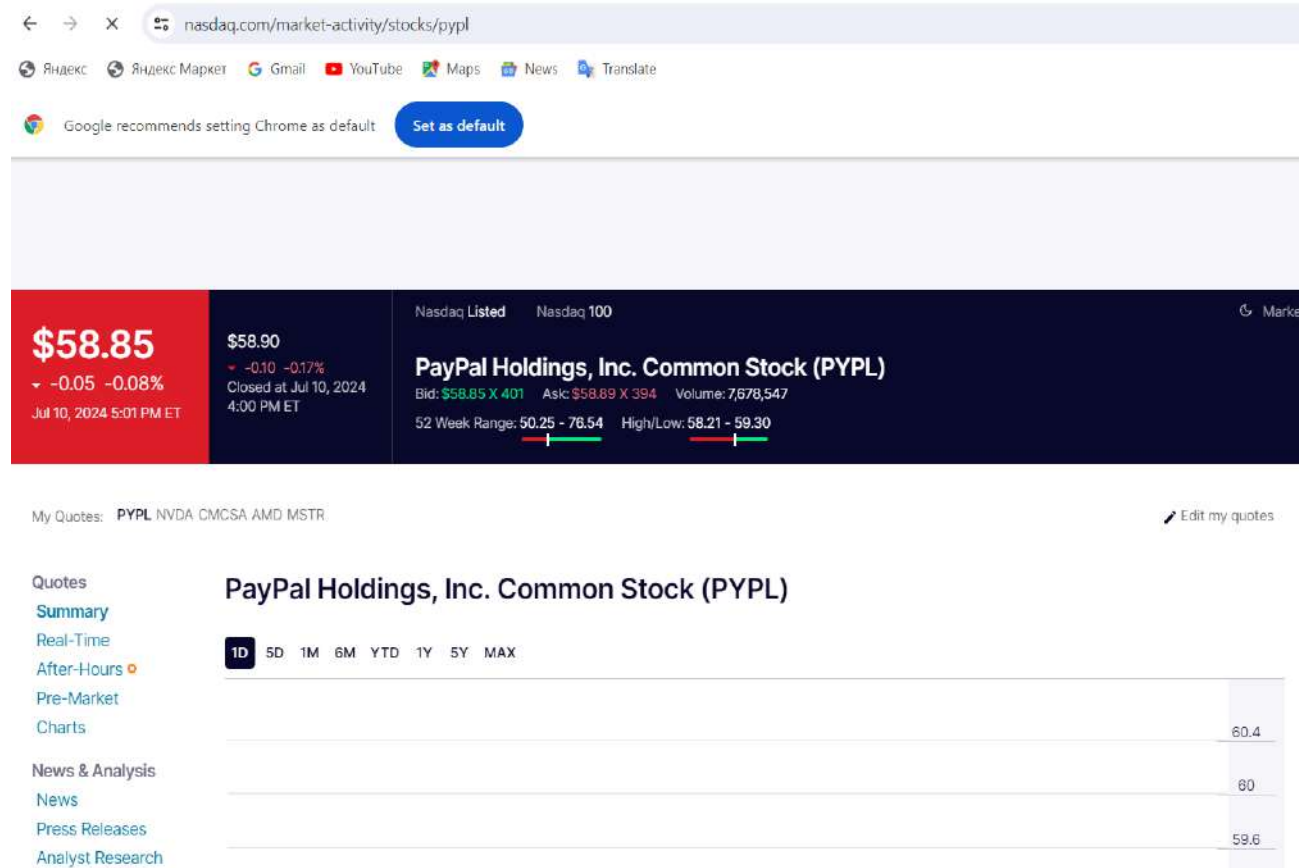 nasdaq.com/market-activity/stocks/pypl
Яндекс Яндекс Маркет Gmail YouTube Maps News Translate
Google recommends setting Chrome as default Set as default
Nasdaq Listed Nasdaq 100 Marke
$58.85
-0.05 -0.08%
Jul 10, 2024 5:01 PM ET
$58.90
-0.10 -0.17%
Closed at Jul 10, 2024
4:00 PM ET
PayPal Holdings, Inc. Common Stock (PYPL)
Bid: $58.85 X 401 Ask: $58.89 X 394 Volume: 7,678,547
52 Week Range: 50.25 - 76.54 High/Low: 58.21 - 59.30
My Quotes: PYPL NVDA CMCSA AMD MSTR Edit my quotes
Quotes
Summary
Real-Time
After-Hours
Pre-Market
Charts
News & Analysis
News
Press Releases
Analyst Research
PayPal Holdings, Inc. Common Stock (PYPL)
1D 5D 1M 6M YTD 1Y 5Y MAX
60.4
60
59.6